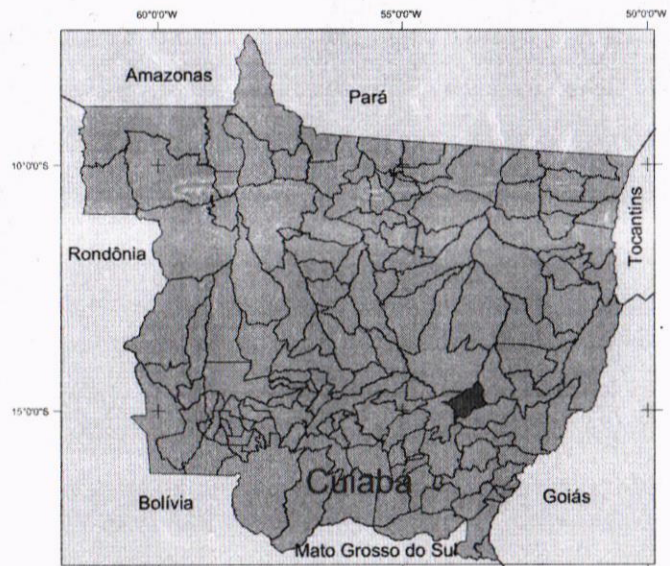 60°0'0"W
55°0'0"W
50°0'0"W
Amazonas
Pará
10°0'0"S
Rondônia
Tocantins
15°0'0"S
Cuiabá
Bolívia
Goiás
Mato Grosso do Sul